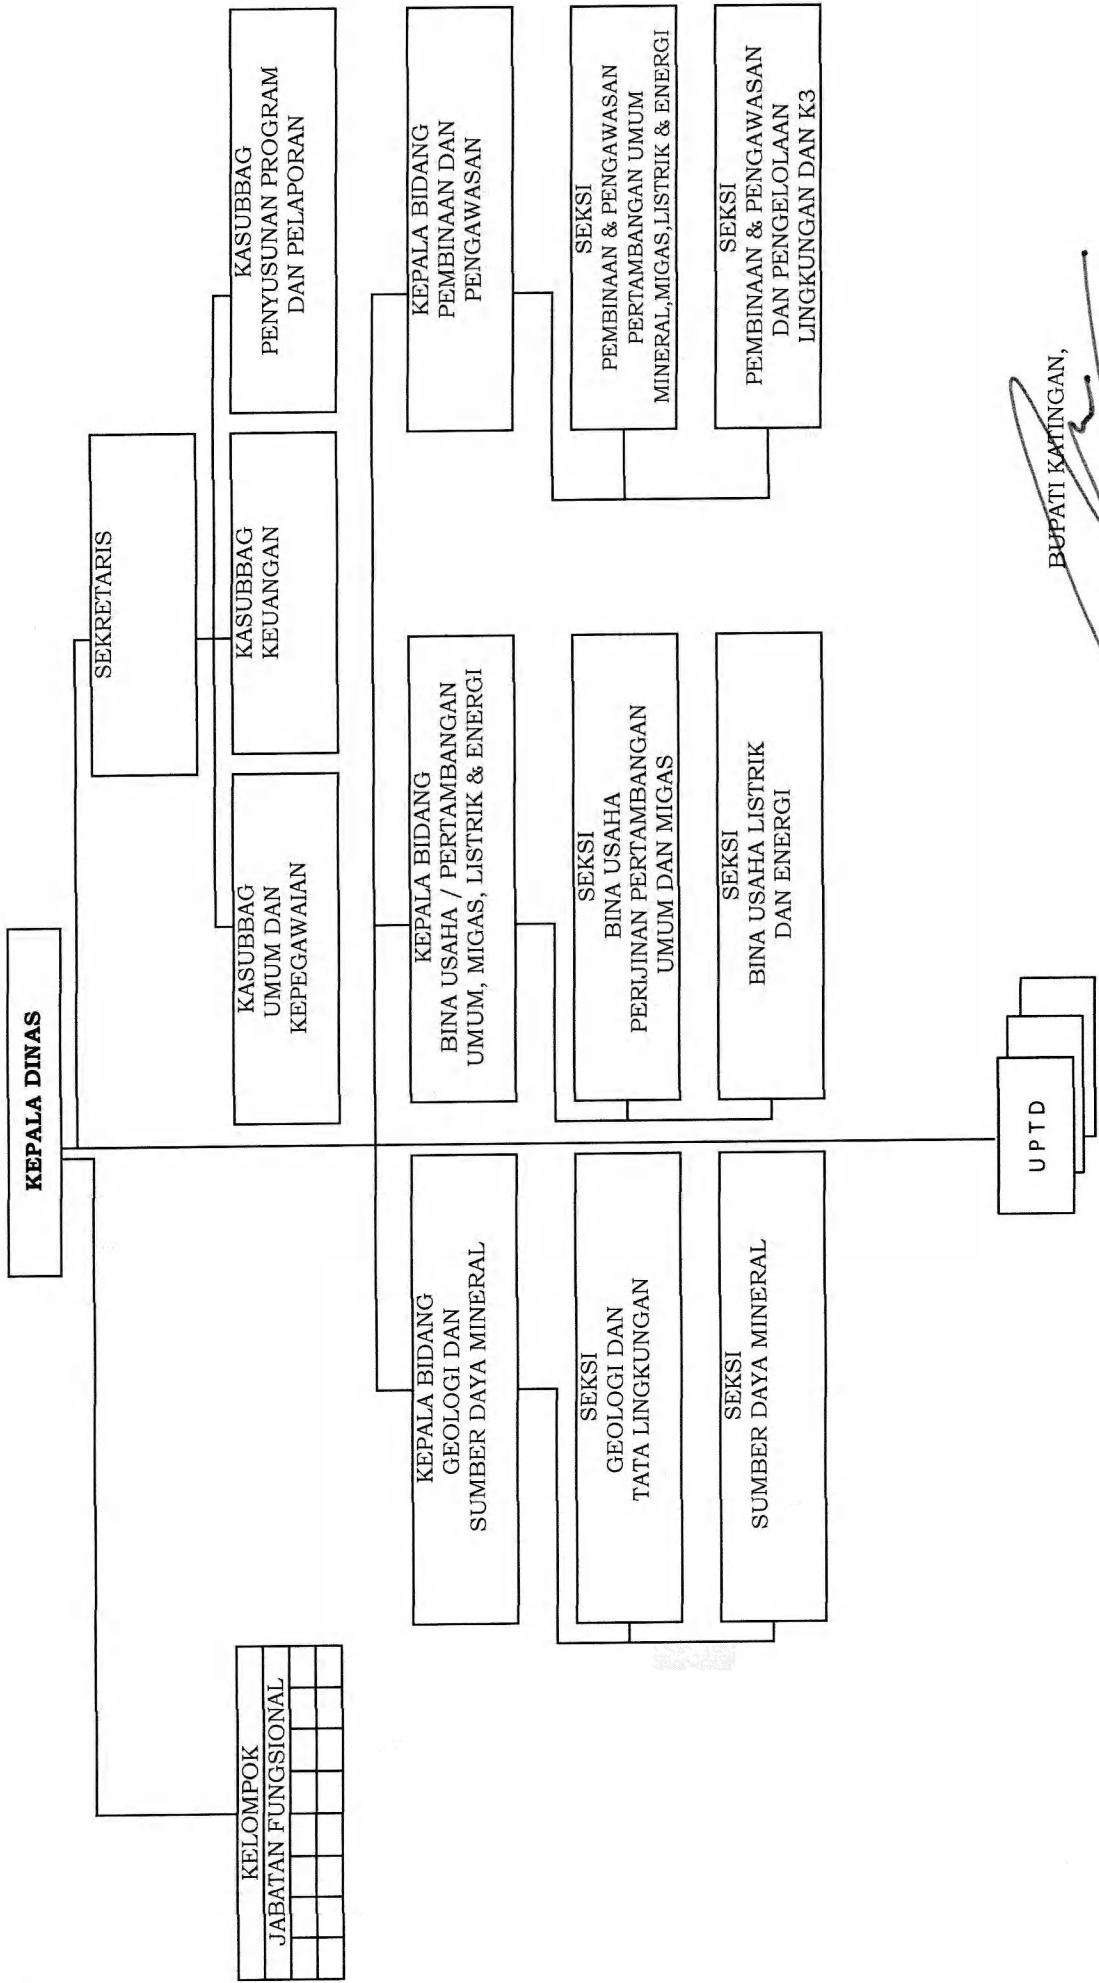 KEPALA DINAS
SEKRETARIS
KELOMPOK
JABATAN FUNGSIONAL
KASUBBAG
UMUM DAN
KEPEGAWAIAN
KASUBBAG
KEUANGAN
KASUBBAG
PENYUSUNAN PROGRAM
DAN PELAPORAN
KEPALA BIDANG
GEOLOGI DAN
SUMBER DAYA MINERAL
KEPALA BIDANG
BINA USAHA / PERTAMBANGAN
UMUM, MIGAS, LISTRIK & ENERGI
KEPALA BIDANG
PEMBINAAN DAN
PENGAWASAN
SEKSI
GEOLOGI DAN
TATA LINGKUNGAN
SEKSI
BINA USAHA
PERIJINAN PERTAMBANGAN
UMUM DAN MIGAS
SEKSI
PEMBINAAN & PENGAWASAN
PERTAMBANGAN UMUM
MINERAL,MIGAS,LISTRIK & ENERGI
SEKSI
SUMBER DAYA MINERAL
SEKSI
BINA USAHA LISTRIK
DAN ENERGI
SEKSI
PEMBINAAN & PENGAWASAN
DAN PENGELOLAAN
LINGKUNGAN DAN K3
UPTD
BUPATI KATINGAN,